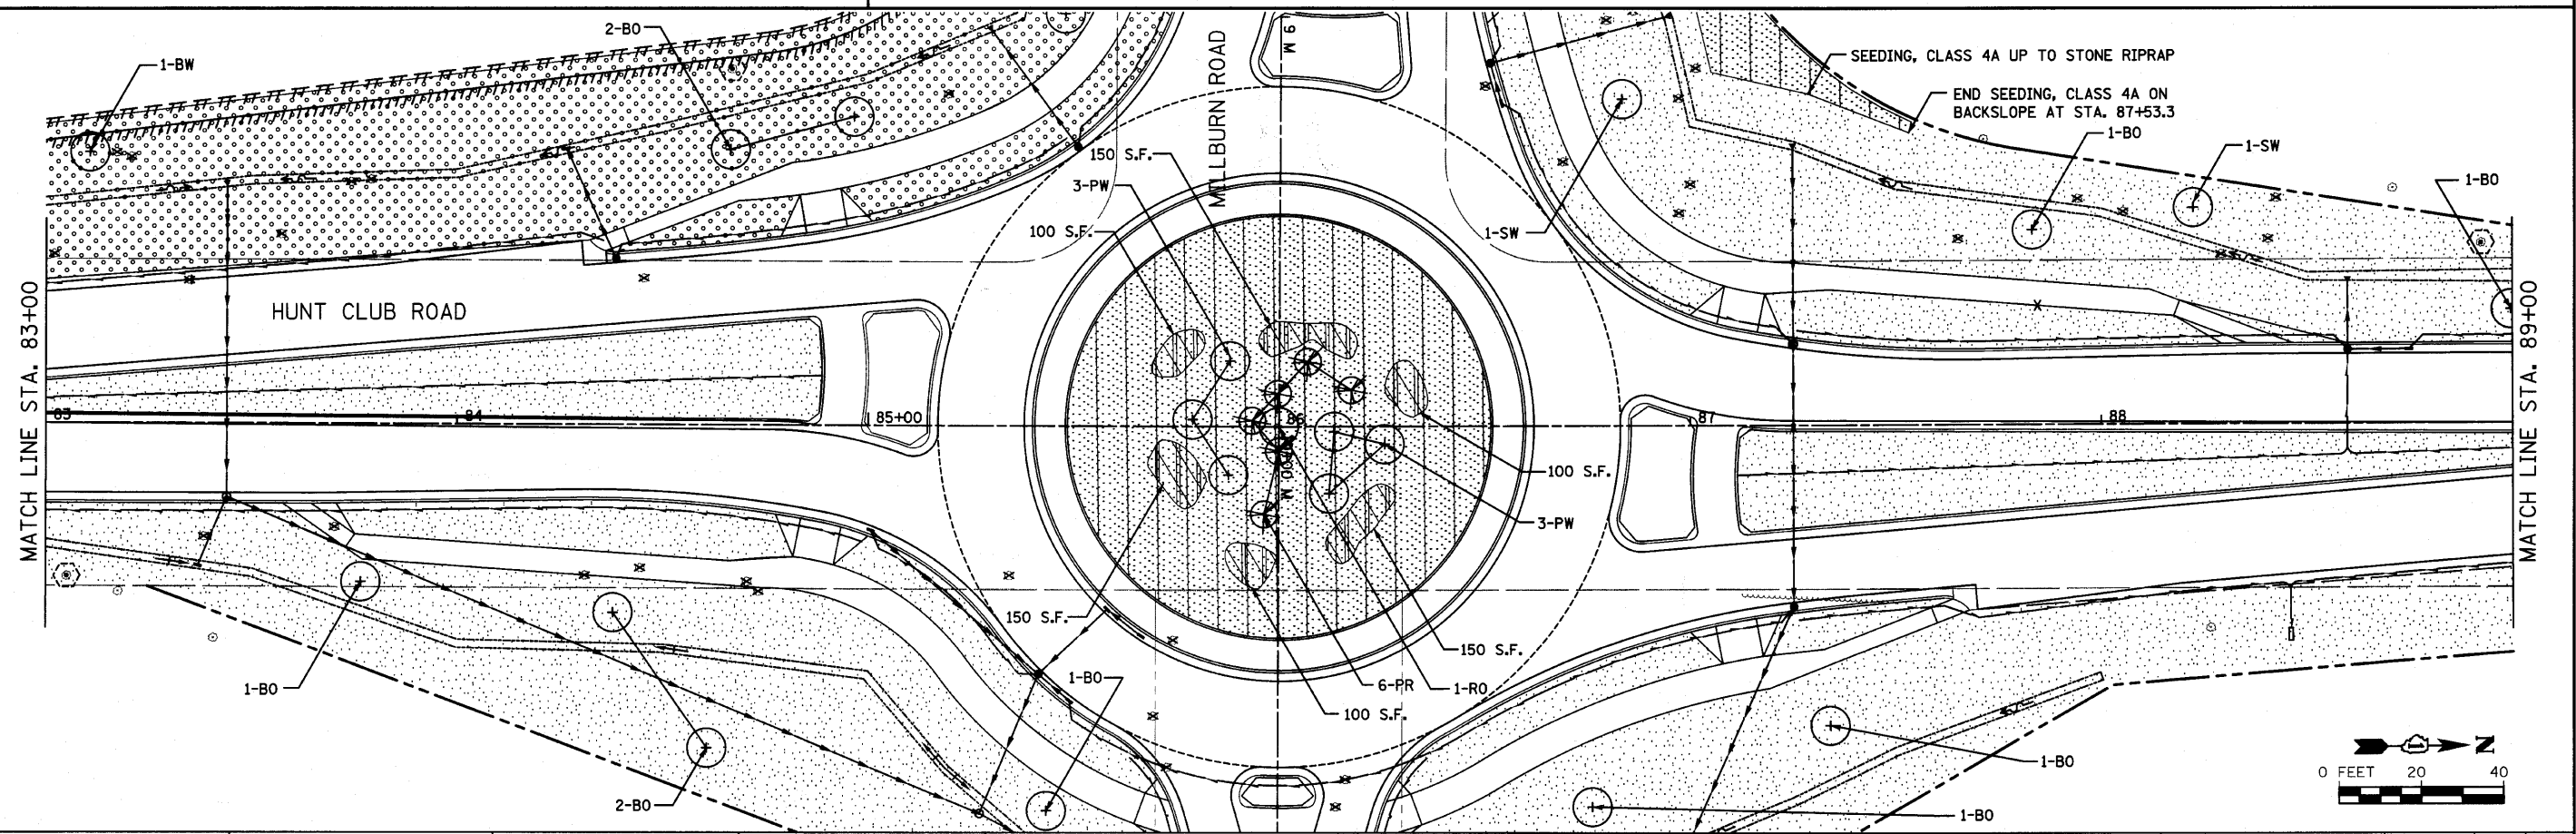 2-BO
1-BW
MILLBURN ROAD
SEEDING, CLASS 4A UP TO STONE RIPRAP
END SEEDING, CLASS 4A ON
BACKSLOPE AT STA. 87+53.3
1-BO
1-SW
1-BO
150 S.F.
3-PW
100 S.F.
1-SW
MATCH LINE STA. 83+00
HUNT CLUB ROAD
MATCH LINE STA. 89+00
83
84
85+00
86
87
88
100 S.F.
3-PW
150 S.F.
150 S.F.
1-BO
1-BO
6-PR
1-RO
100 S.F.
2-BO
1-BO
1-BO
N
0 FEET 20 40